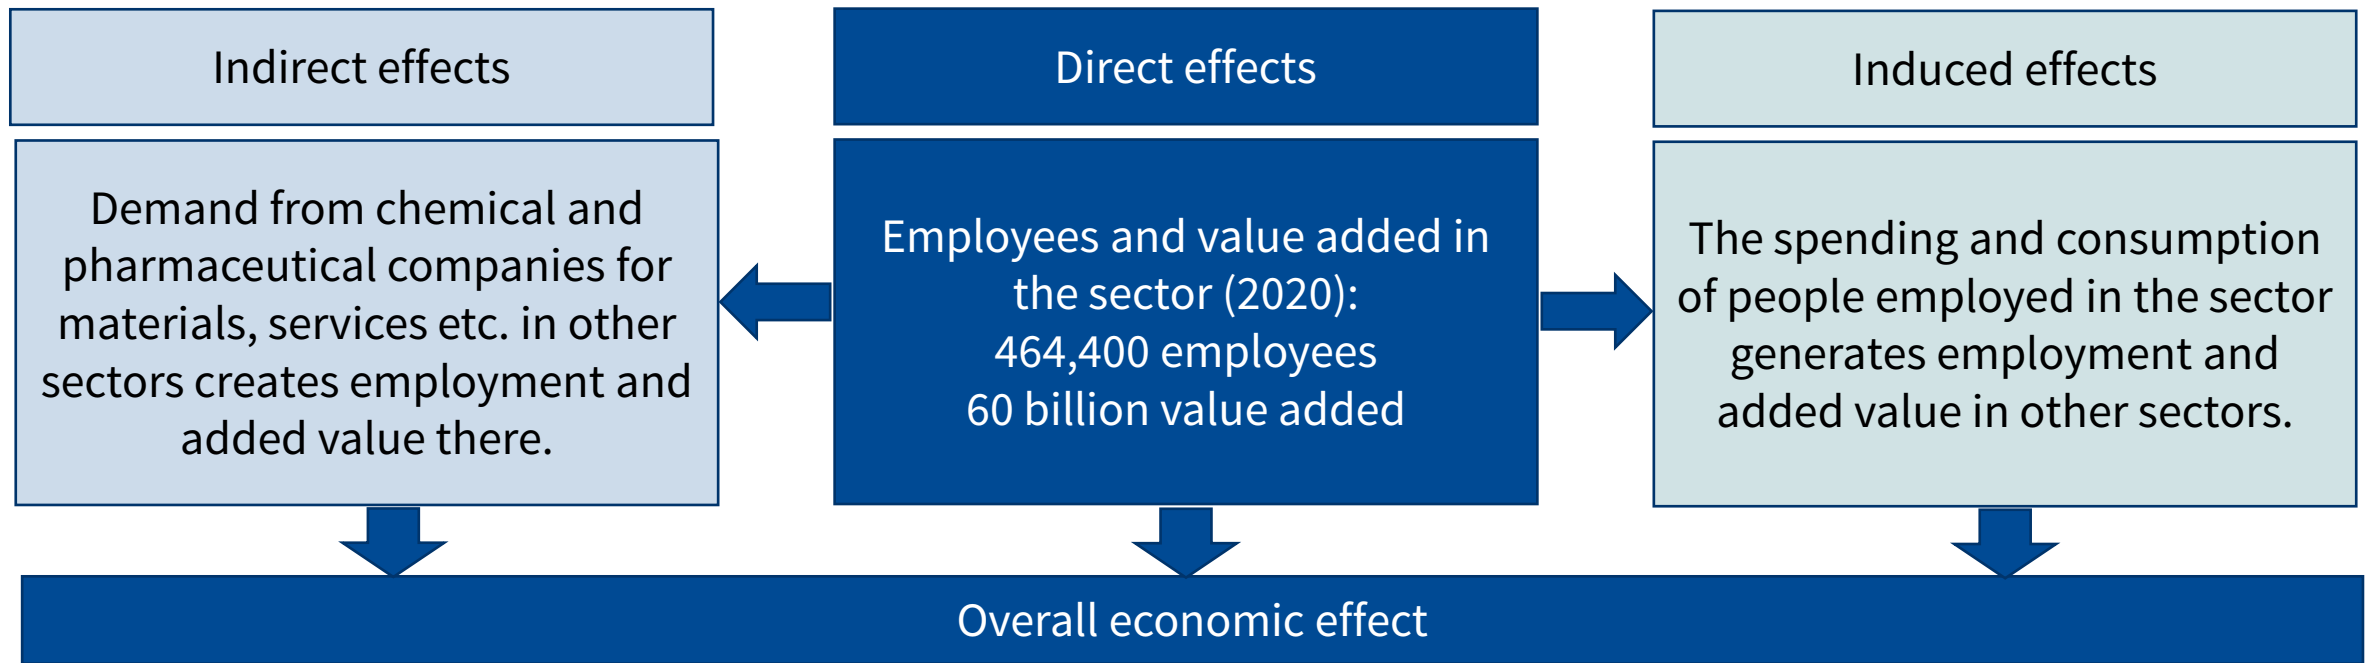 Indirect effects
Demand from chemical and
pharmaceutical companies for
materials, services etc. in other
sectors creates employment and
added value there.
Direct effects
Employees and value added in
the sector (2020):
464,400 employees
60 billion value added
Induced effects
The spending and consumption
of people employed in the sector
generates employment and
added value in other sectors.
Overall economic effect